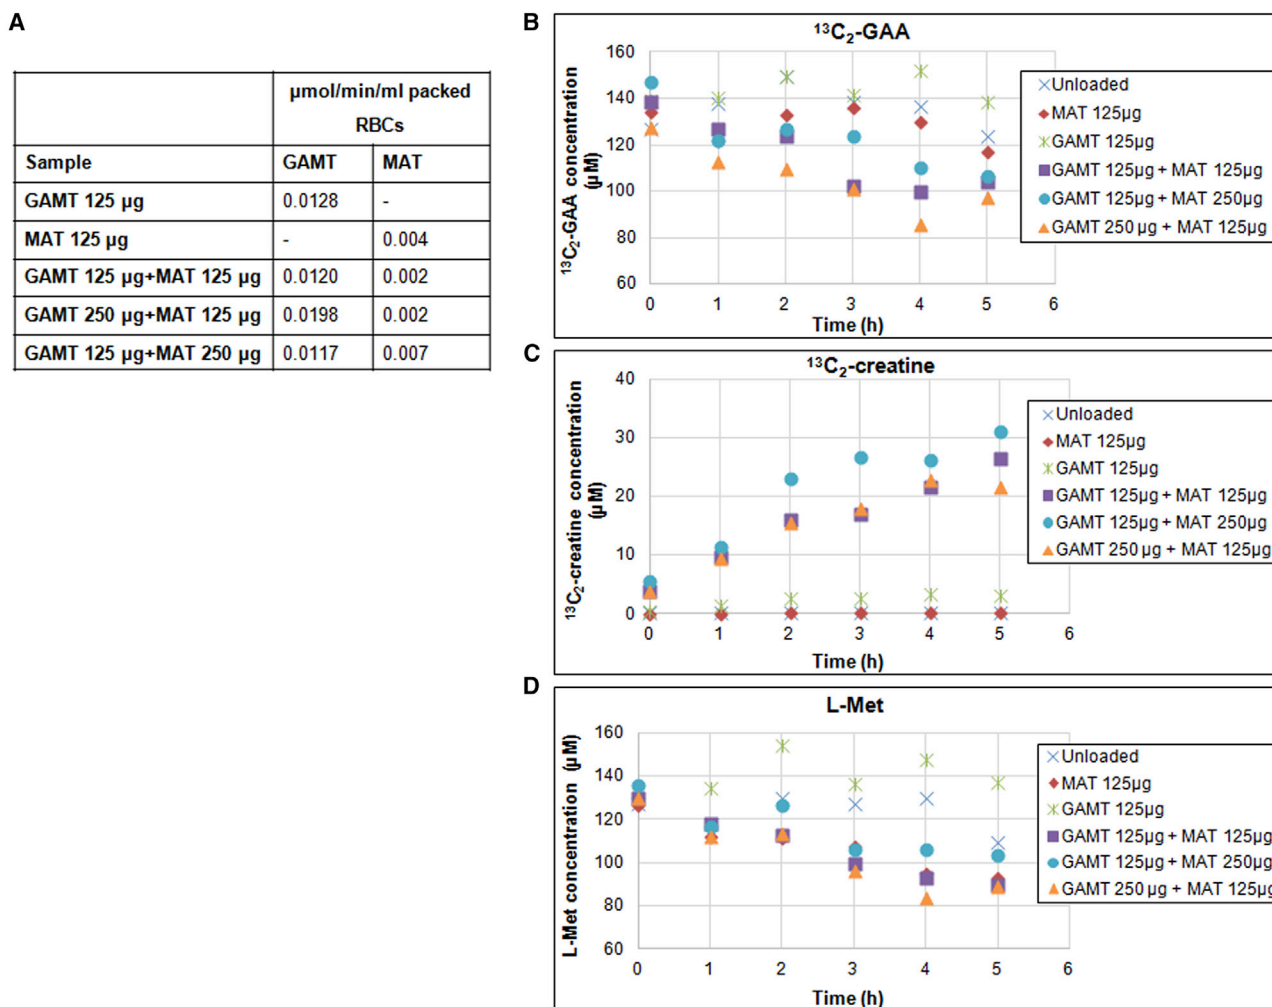 A
µmol/min/ml packed
RBCs
Sample GAMT MAT
GAMT 125 µg 0.0128 -
MAT 125 µg - 0.004
GAMT 125 µg+MAT 125 µg 0.0120 0.002
GAMT 250 µg+MAT 125 µg 0.0198 0.002
GAMT 125 µg+MAT 250 µg 0.0117 0.007
B
¹³C₂-GAA
¹³C₂-GAA concentration
(µM)
160
140
120
100
80
60
0 1 2 3 4 5 6
Time (h)
Unloaded
MAT 125µg
GAMT 125µg
GAMT 125µg + MAT 125µg
GAMT 125µg + MAT 250µg
GAMT 250 µg + MAT 125µg
C
¹³C₂-creatine
¹³C₂-creatine concentration
(µM)
40
30
20
10
0
0 1 2 3 4 5 6
Time (h)
Unloaded
MAT 125µg
GAMT 125µg
GAMT 125µg + MAT 125µg
GAMT 125µg + MAT 250µg
GAMT 250 µg + MAT 125µg
D
L-Met
L-Met concentration (µM)
160
140
120
100
80
60
0 1 2 3 4 5 6
Time (h)
Unloaded
MAT 125µg
GAMT 125µg
GAMT 125µg + MAT 125µg
GAMT 125µg + MAT 250µg
GAMT 250 µg + MAT 125µg